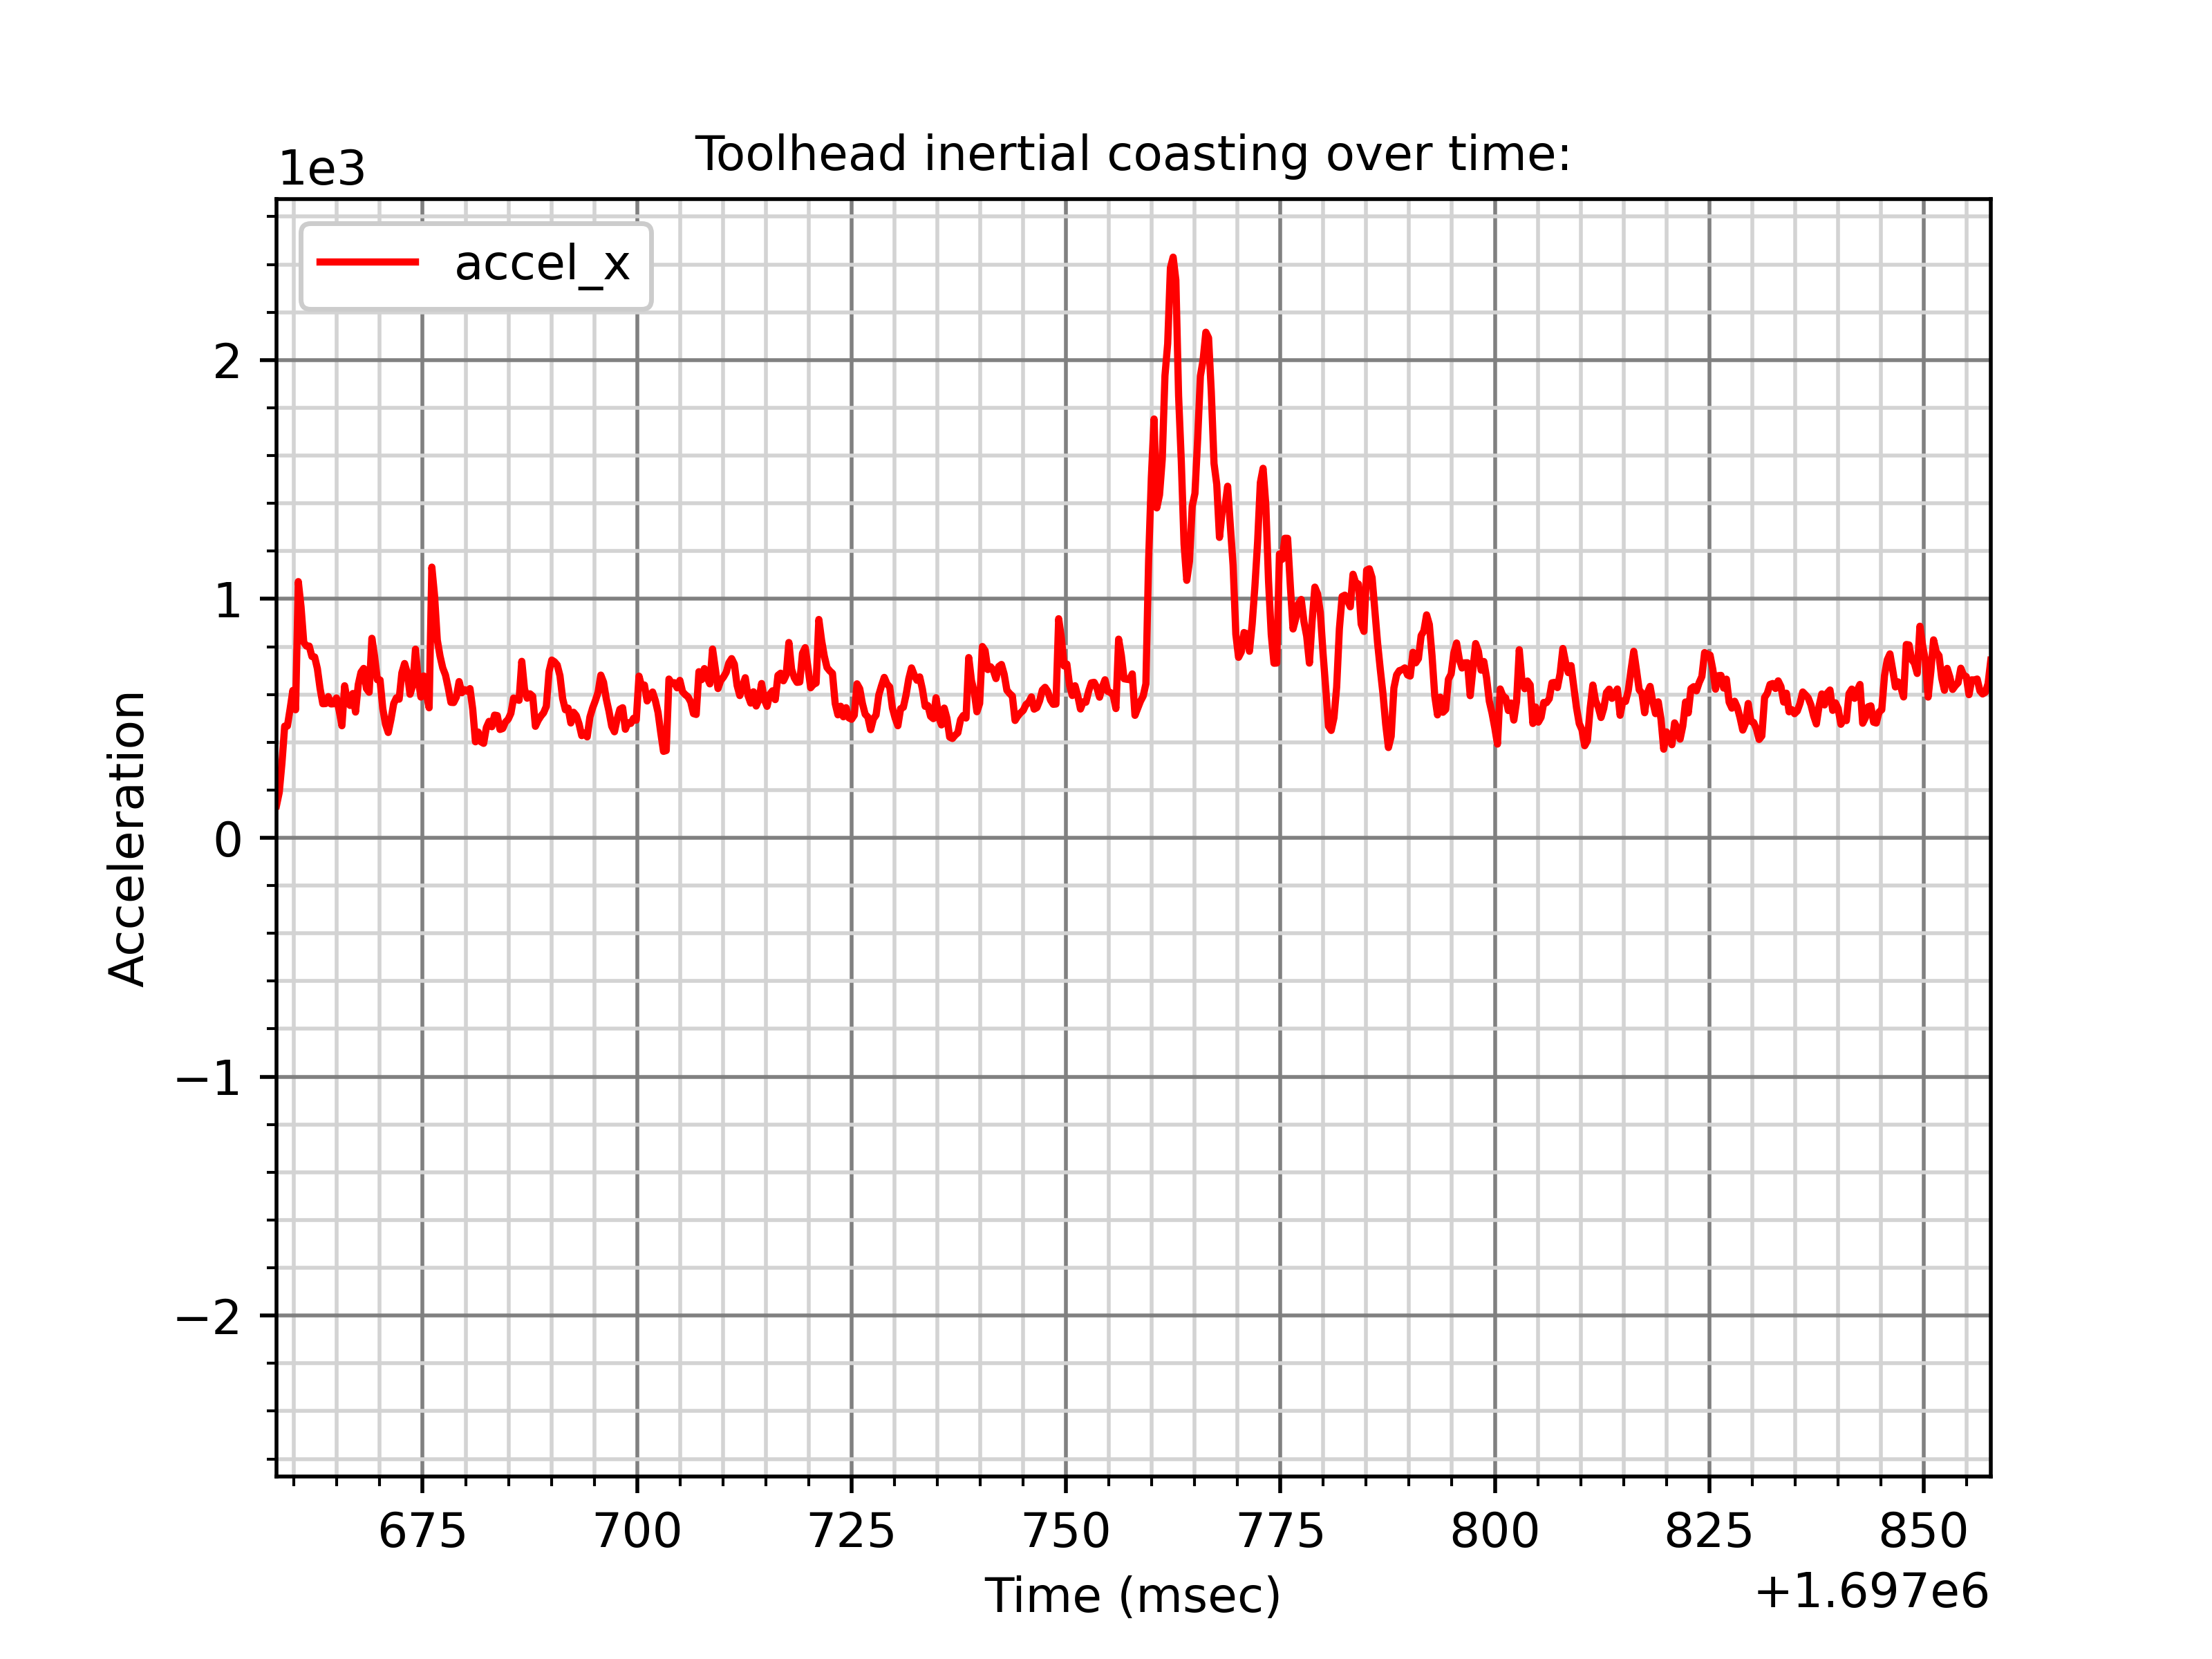 Toolhead inertial coasting over time:
1e3
accel_x
2
1
0
−1
−2
Acceleration
675 700 725 750 775 800 825 850
Time (msec)
+1.697e6